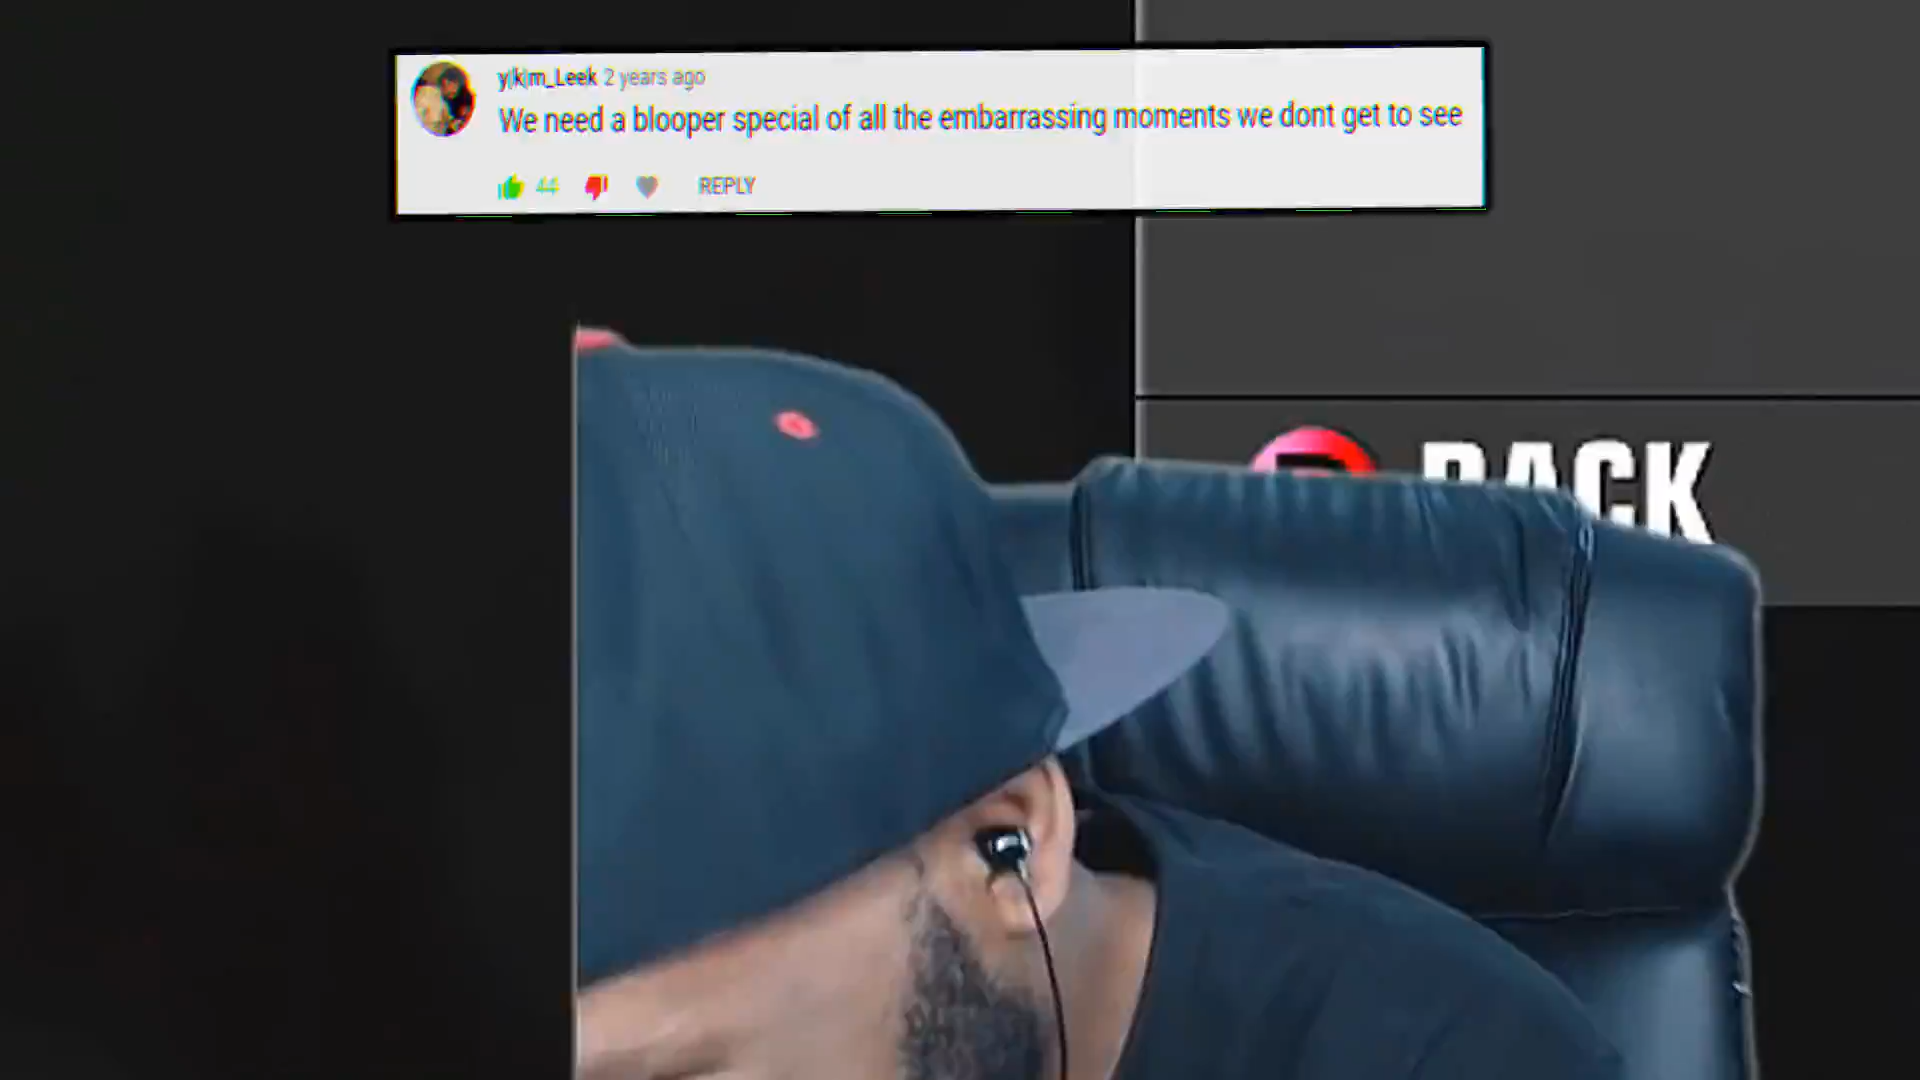 y|k|m_Leek 2 years ago
We need a blooper special of all the embarrassing moments we dont get to see
44
REPLY
BACK